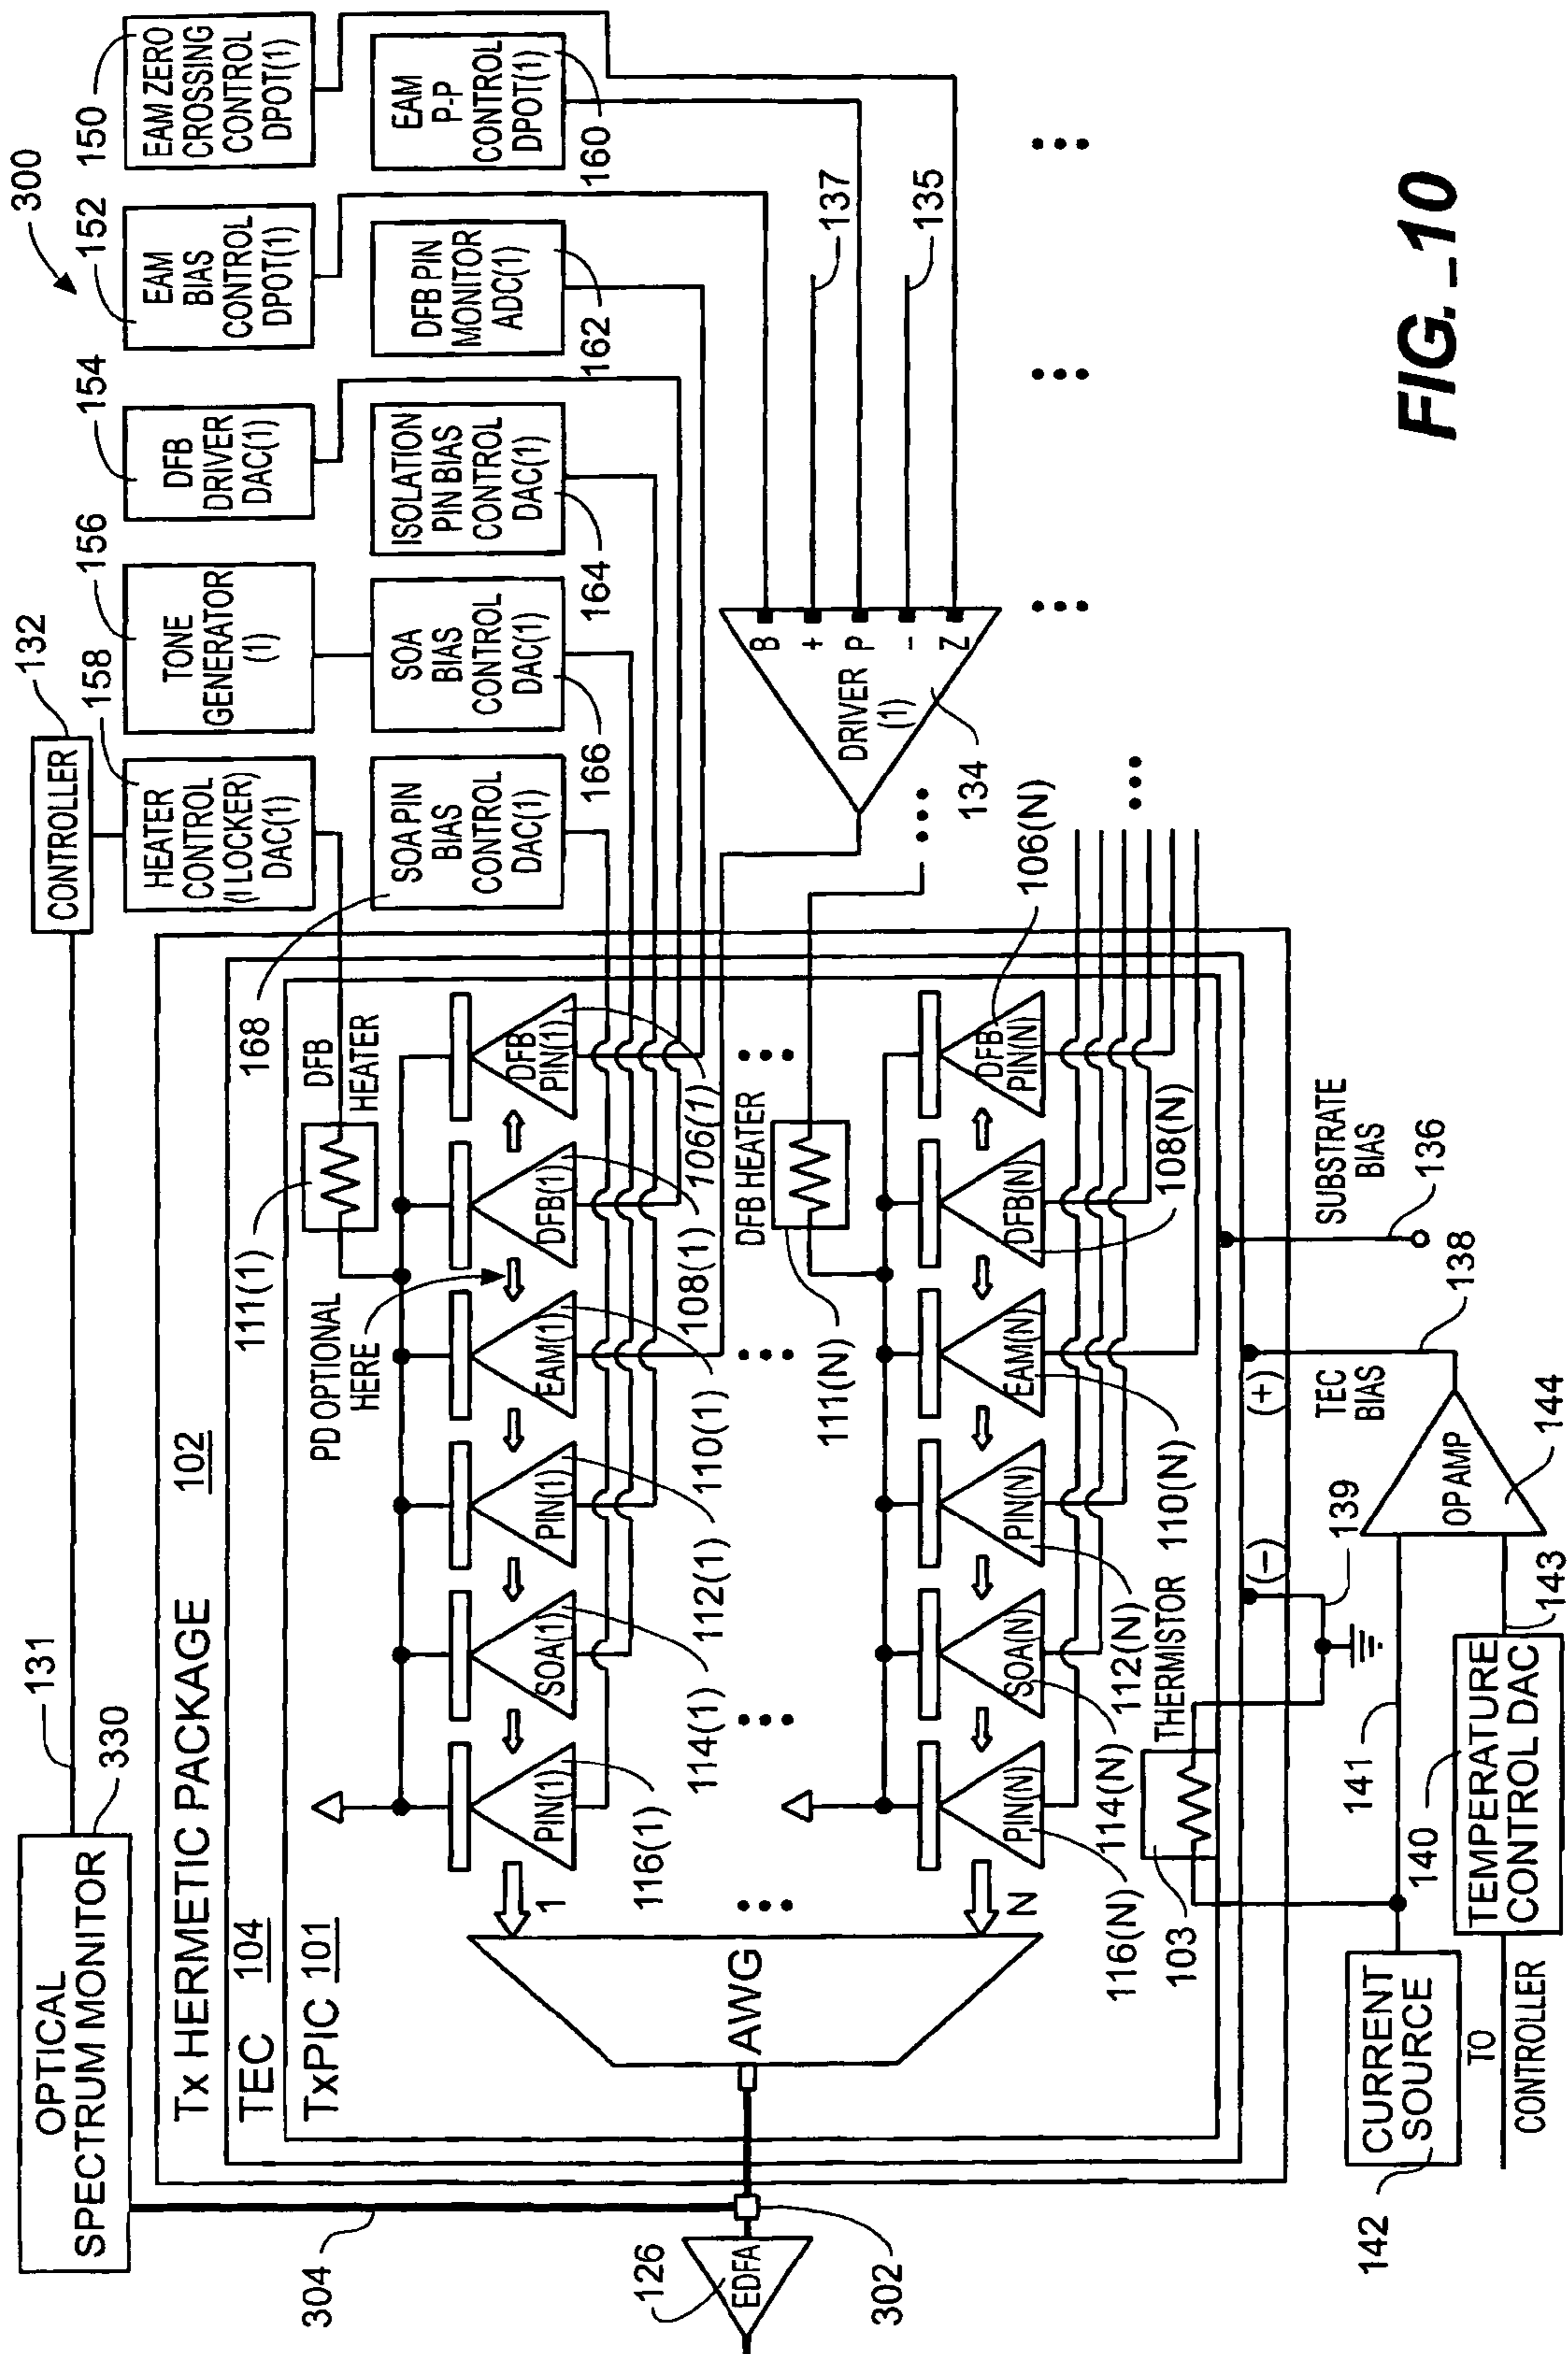 300
150
EAM ZERO
CROSSING
CONTROL
DPOT(1)
152
EAM
BIAS
CONTROL
DPOT(1)
154
DFB
DRIVER
DAC(1)
156
TONE
GENERATOR
(1)
132
CONTROLLER
158
HEATER
CONTROL
(l LOCKER)
DAC(1)
EAM
P-P
CONTROL
DPOT(1)
160
DFB PIN
MONITOR
ADC(1)
162
ISOLATION
PIN BIAS
CONTROL
DAC(1)
164
SOA
BIAS
CONTROL
DAC(1)
166
SOA PIN
BIAS
CONTROL
DAC(1)
168
131
OPTICAL
SPECTRUM MONITOR
330
304
Tx HERMETIC PACKAGE 102
TEC 104
TxPIC 101
111(1)
DFB
HEATER
PD OPTIONAL
HERE
PIN(1)
SOA(1)
PIN(1)
EAM(1)
DFB(1)
DFB
PIN(1)
116(1)
114(1)
112(1)
110(1)
108(1)
106(1)
1
AWG
EDFA
126
302
DFB HEATER
111(N)
137
135
B
+
P
-
Z
DRIVER
(1)
134
N
PIN(N)
SOA(N)
PIN(N)
EAM(N)
DFB(N)
DFB
PIN(N)
116(N)
114(N)
112(N)
110(N)
108(N)
106(N)
103
THERMISTOR
(-)
(+)
TEC
BIAS
SUBSTRATE
BIAS
136
138
139
141
OP AMP
144
143
140
TEMPERATURE
CONTROL DAC
CURRENT
SOURCE
142
TO
CONTROLLER
FIG._10